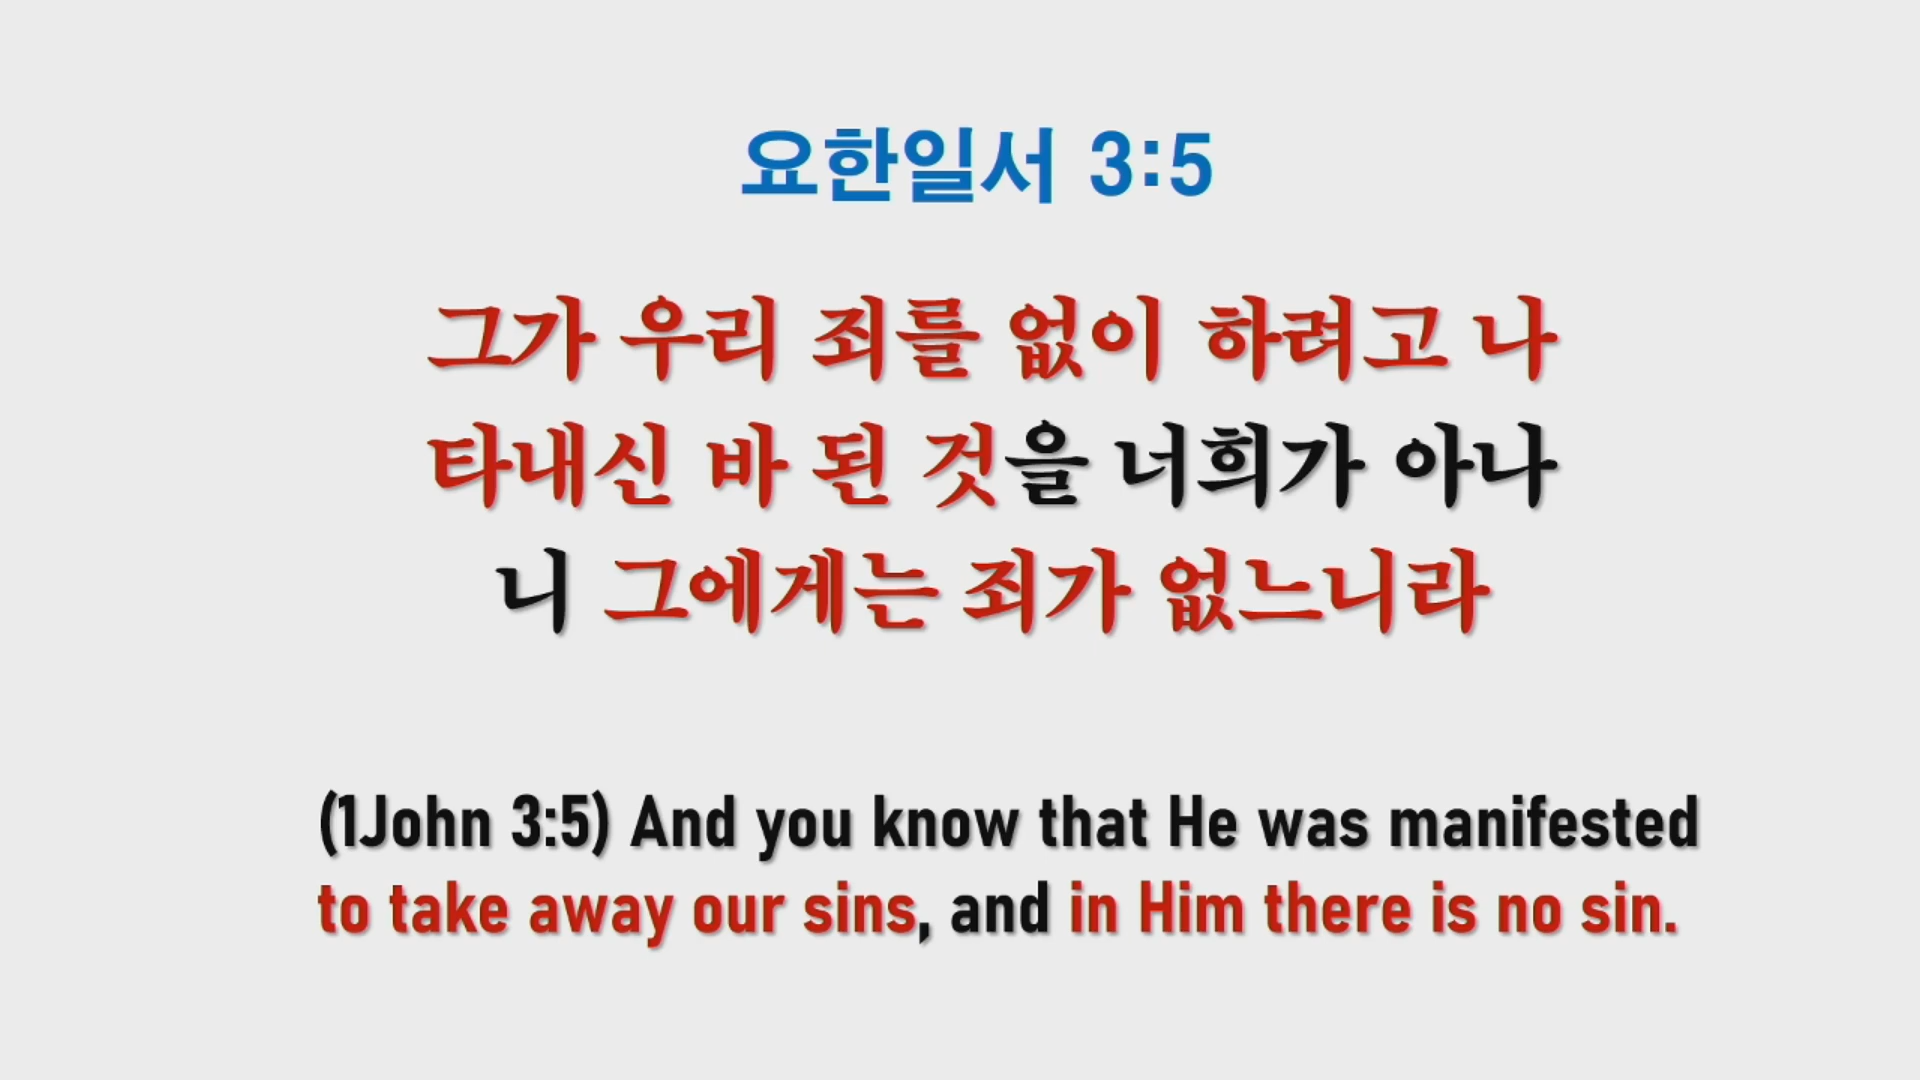 요한일서 3:5
그가 우리 죄를 없이 하려고 나
타내신 바 된 것을 너희가 아나
니 그에게는 죄가 없느니라
(1John 3:5) And you know that He was manifested
to take away our sins, and in Him there is no sin.